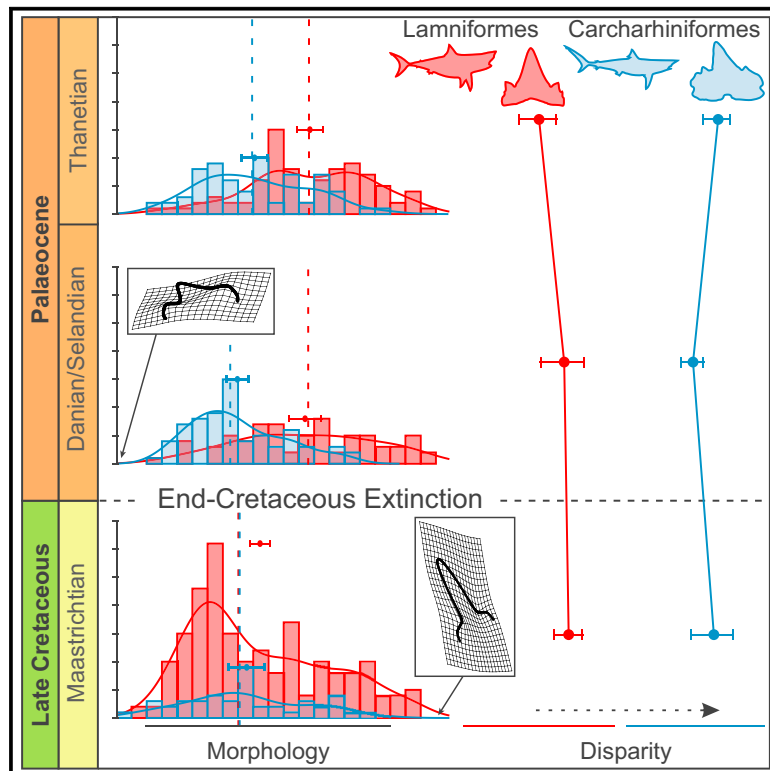 Lamniformes
Carcharhiniformes
Palaeocene
Thanetian
Danian/Selandian
End-Cretaceous Extinction
Late Cretaceous
Maastrichtian
Morphology
Disparity